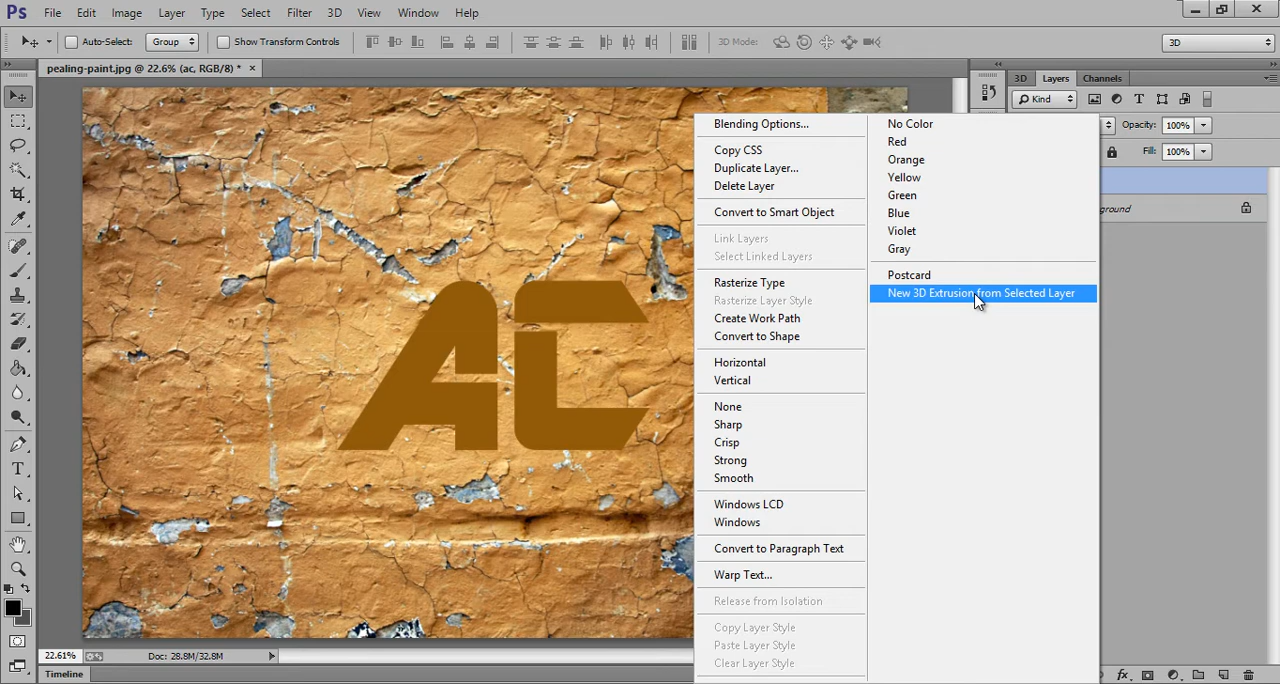 Ps File Edit Image Layer Type Select Filter 3D View Window Help
Auto-Select: Group Show Transform Controls 3D Mode: 3D
pealing-paint.jpg @ 22.6% (ac, RGB/8) * ×
3D Layers Channels
Kind
Opacity: 100%
Fill: 100%
ground
Blending Options...
Copy CSS
Duplicate Layer...
Delete Layer
Convert to Smart Object
Link Layers
Select Linked Layers
Rasterize Type
Rasterize Layer Style
Create Work Path
Convert to Shape
Horizontal
Vertical
None
Sharp
Crisp
Strong
Smooth
Windows LCD
Windows
Convert to Paragraph Text
Warp Text...
Release from Isolation
Copy Layer Style
Paste Layer Style
Clear Layer Style
No Color
Red
Orange
Yellow
Green
Blue
Violet
Gray
Postcard
New 3D Extrusion from Selected Layer
AC
22.61% Doc: 28.8M/32.8M
Timeline
fx